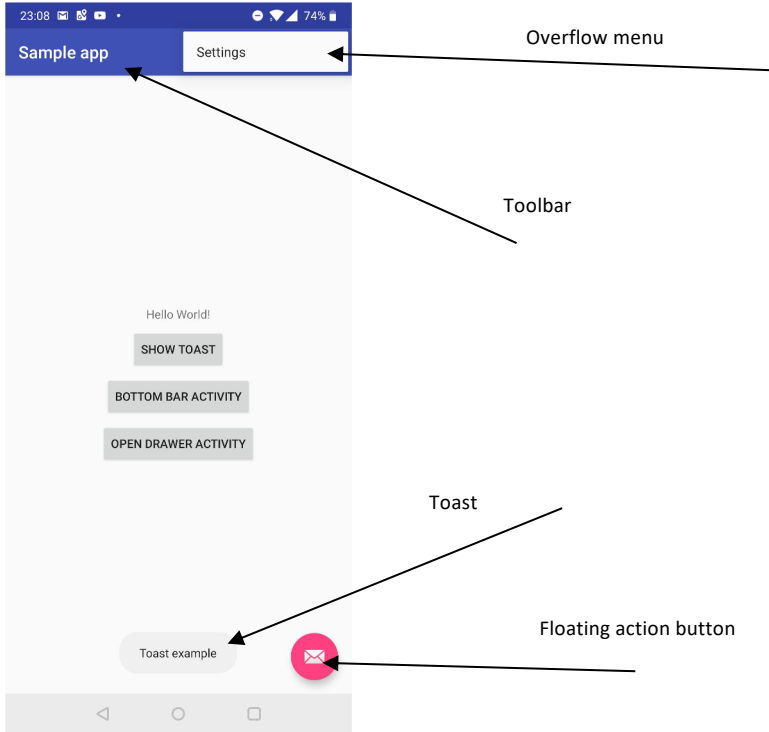 23:08 74%
Overflow menu
Sample app
Settings
Toolbar
Hello World!
SHOW TOAST
BOTTOM BAR ACTIVITY
OPEN DRAWER ACTIVITY
Toast
Floating action button
Toast example